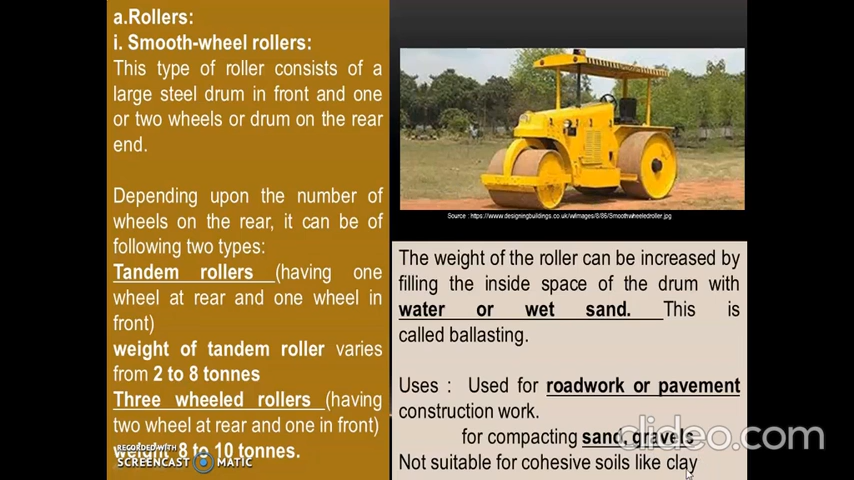 a.Rollers:
i. Smooth-wheel rollers:
This type of roller consists of a
large steel drum in front and one
or two wheels or drum on the rear
end.
Depending upon the number of
wheels on the rear, it can be of
following two types:
Tandem rollers (having one
wheel at rear and one wheel in
front)
weight of tandem roller varies
from 2 to 8 tonnes
Three wheeled rollers (having
two wheel at rear and one in front)
weight 8 to 10 tonnes.
RECORDED WITH
SCREENCAST MATIC
Source : https://www.designingbuildings.co.uk/w/images/8/86/Smoothwheeledroller.jpg
The weight of the roller can be increased by
filling the inside space of the drum with
water or wet sand. This is
called ballasting.
Uses : Used for roadwork or pavement
construction work.
for compacting sand, gravels
Not suitable for cohesive soils like clay
clideo.com